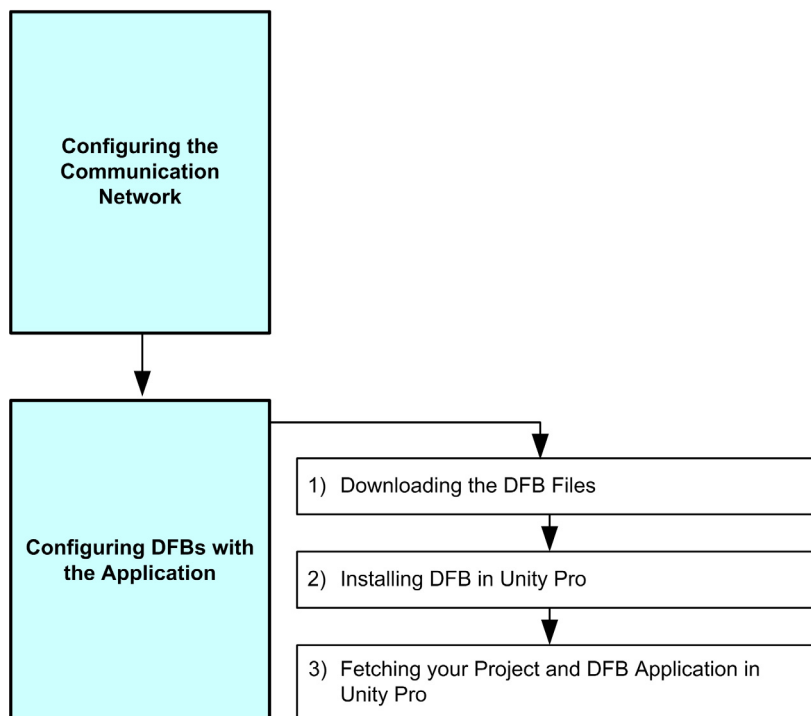 Configuring the
Communication
Network
Configuring DFBs with
the Application
1) Downloading the DFB Files
2) Installing DFB in Unity Pro
3) Fetching your Project and DFB Application in
Unity Pro